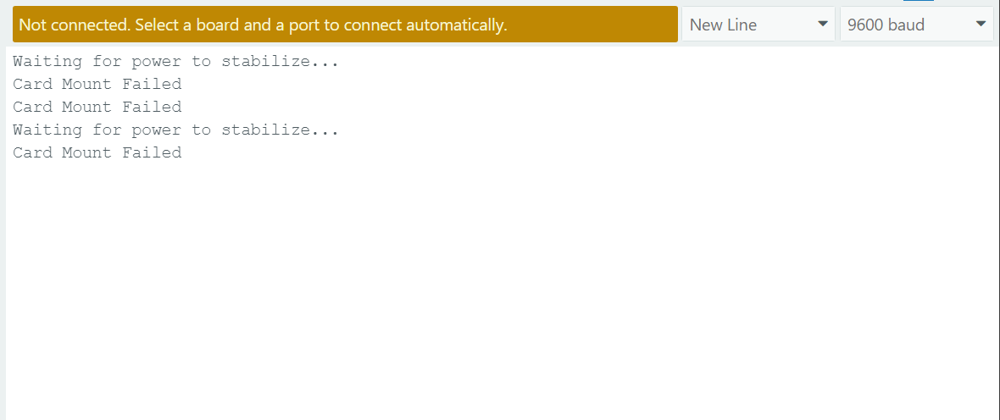 Not connected. Select a board and a port to connect automatically.
New Line
9600 baud
Waiting for power to stabilize...
Card Mount Failed
Card Mount Failed
Waiting for power to stabilize...
Card Mount Failed